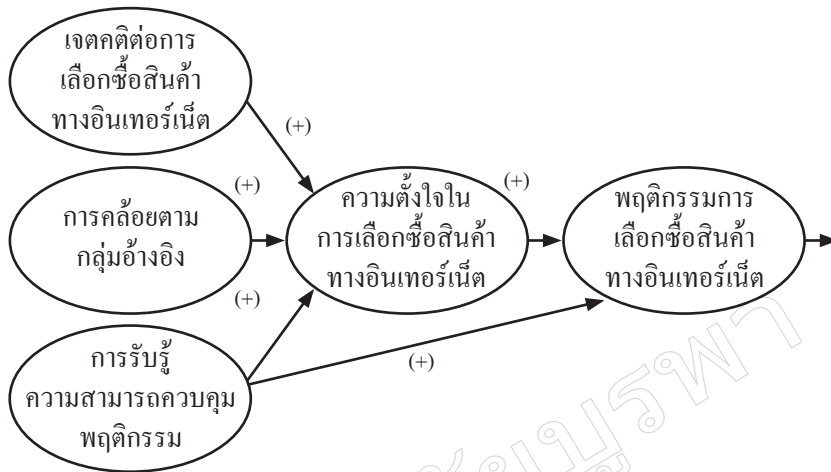 เจตคติต่อการ
เลือกซื้อสินค้า
ทางอินเทอร์เน็ต
(+)
(+)
การคล้อยตาม
กลุ่มอ้างอิง
ความตั้งใจใน
การเลือกซื้อสินค้า
ทางอินเทอร์เน็ต
(+)
พฤติกรรมการ
เลือกซื้อสินค้า
ทางอินเทอร์เน็ต
(+)
การรับรู้
ความสามารถควบคุม
พฤติกรรม
(+)